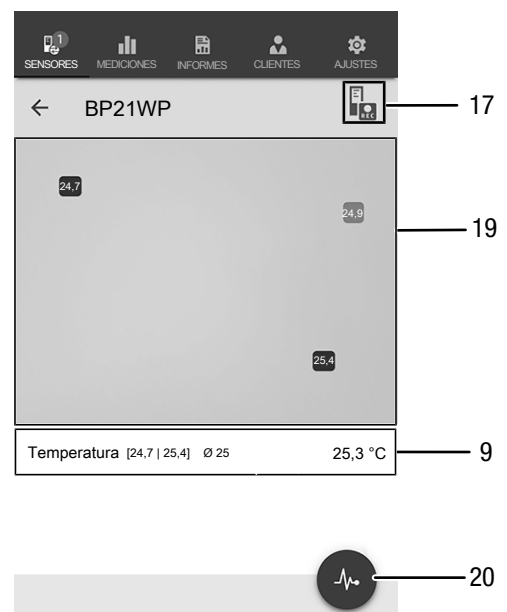 1
SENSORES MEDICIONES INFORMES CLIENTES AJUSTES
BP21WP
REC
17
24,7
24,9
19
25,4
Temperatura [24,7 | 25,4] Ø 25 25,3 °C
9
20